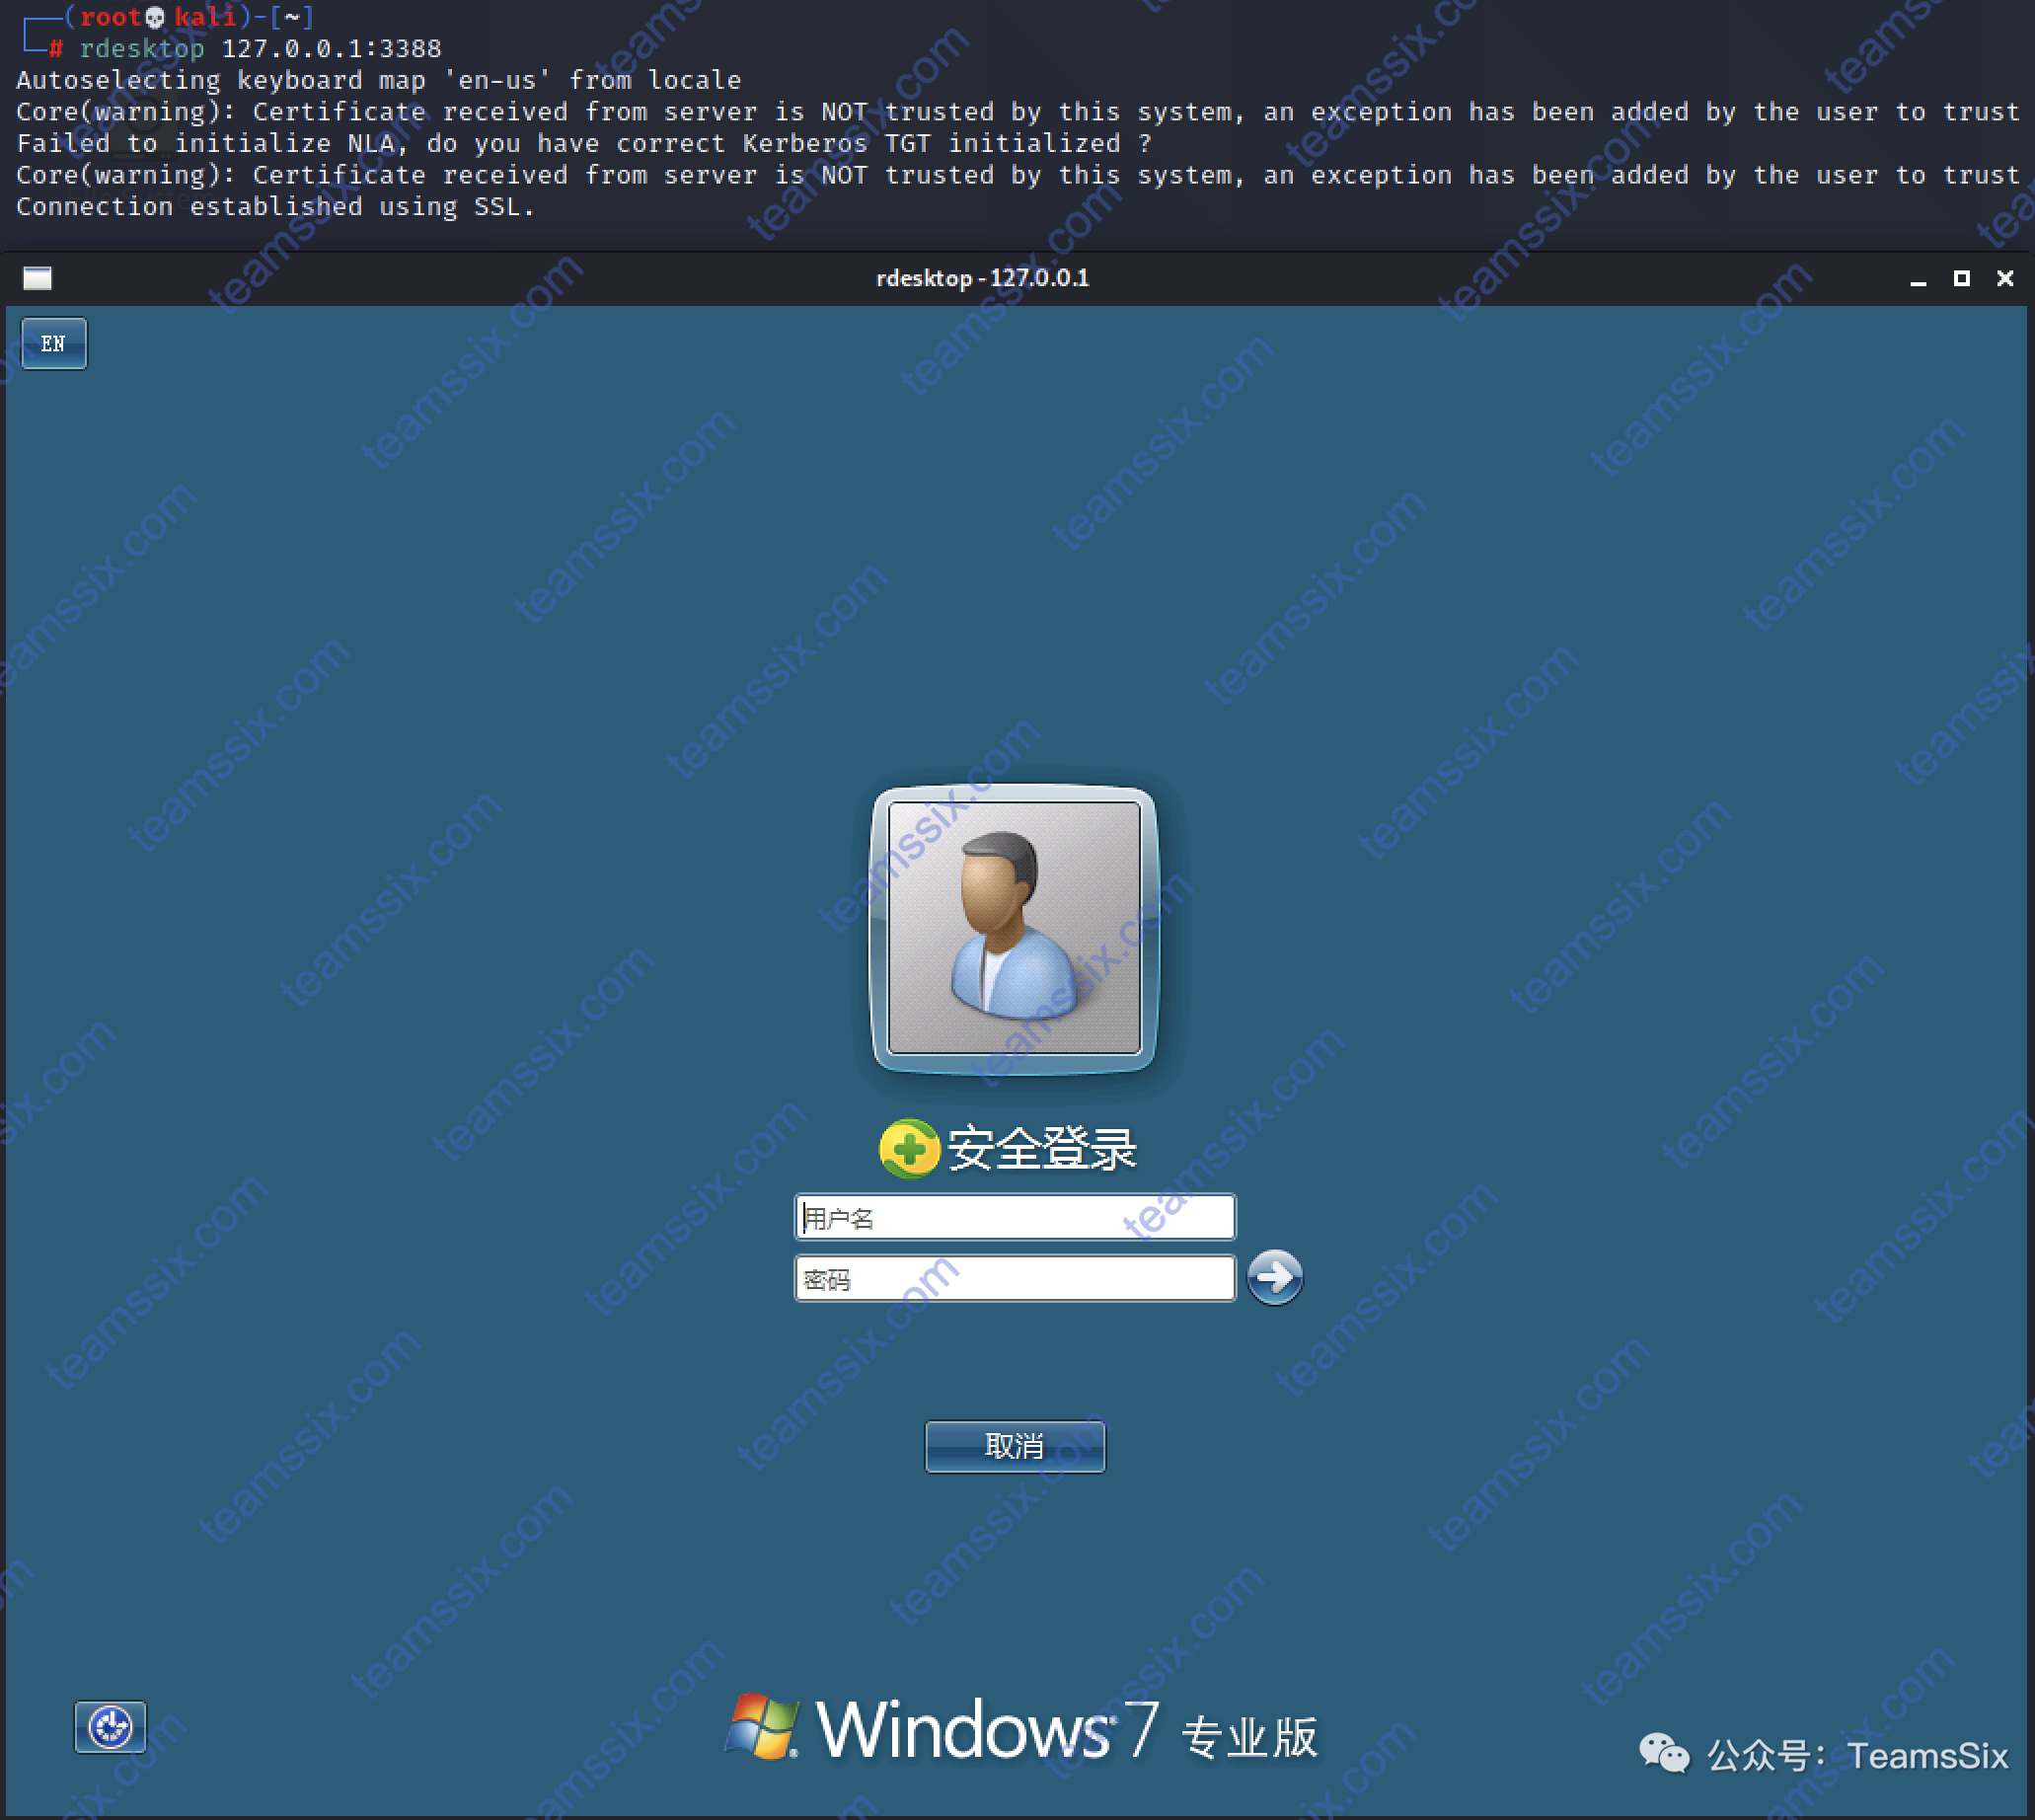 (root💀kali)-[~]
# rdesktop 127.0.0.1:3388
Autoselecting keyboard map 'en-us' from locale
Core(warning): Certificate received from server is NOT trusted by this system, an exception has been added by the user to trust
Failed to initialize NLA, do you have correct Kerberos TGT initialized ?
Core(warning): Certificate received from server is NOT trusted by this system, an exception has been added by the user to trust
Connection established using SSL.
rdesktop - 127.0.0.1
EN
安全登录
用户名
密码
取消
Windows 7 专业版
公众号：TeamsSix
teamssix.com